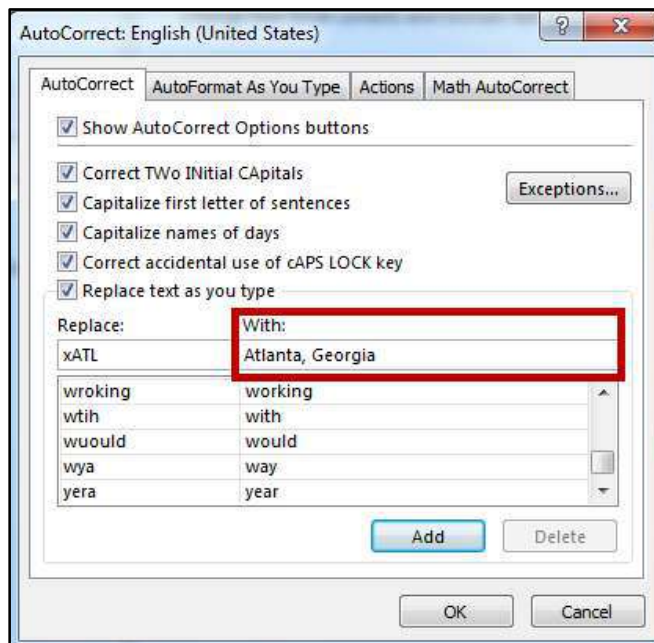 AutoCorrect: English (United States)
AutoCorrect AutoFormat As You Type Actions Math AutoCorrect
Show AutoCorrect Options buttons
Correct TWo INitial CApitals
Exceptions...
Capitalize first letter of sentences
Capitalize names of days
Correct accidental use of cAPS LOCK key
Replace text as you type
Replace: With:
xATL Atlanta, Georgia
wroking working
wtih with
wuould would
wya way
yera year
Add Delete
OK Cancel